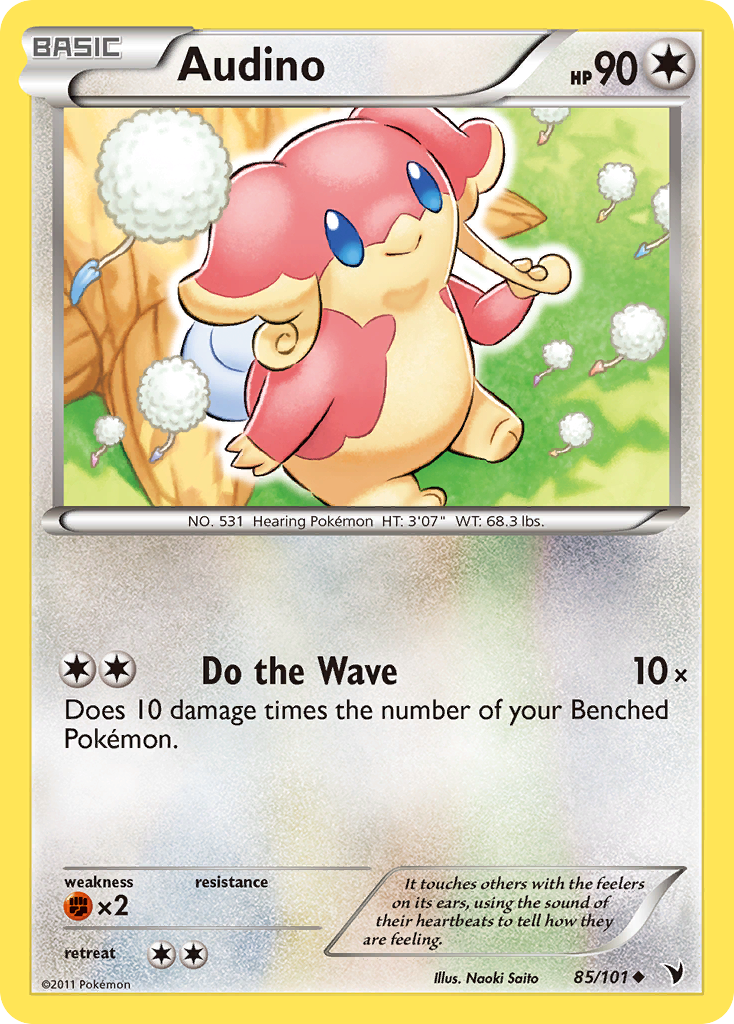 BASIC
Audino
HP 90
NO. 531 Hearing Pokémon HT: 3'07" WT: 68.3 lbs.
Do the Wave 10×
Does 10 damage times the number of your Benched
Pokémon.
weakness resistance
×2
retreat
It touches others with the feelers
on its ears, using the sound of
their heartbeats to tell how they
are feeling.
©2011 Pokémon
Illus. Naoki Saito 85/101